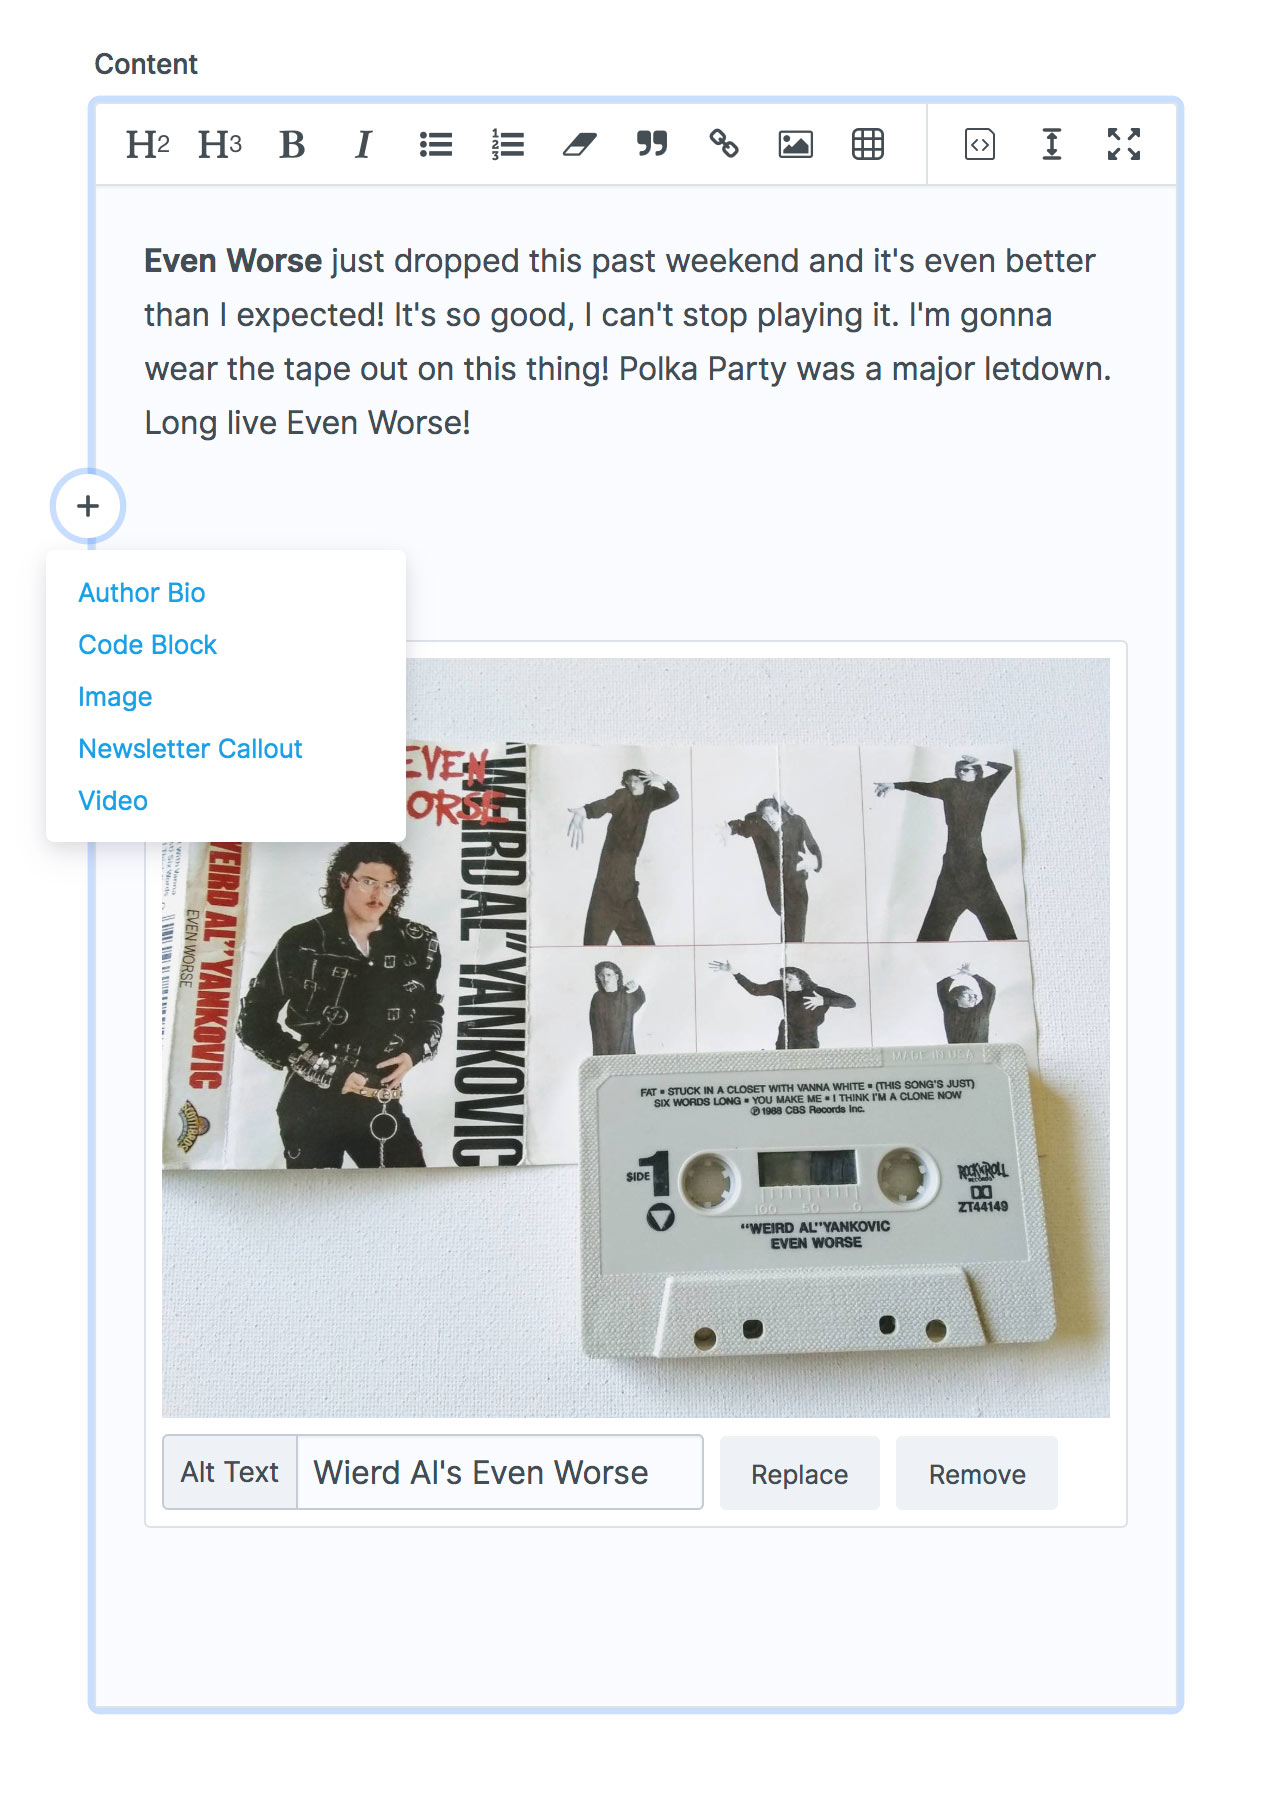 Content
H2 H3 B I
Even Worse just dropped this past weekend and it's even better
than I expected! It's so good, I can't stop playing it. I'm gonna
wear the tape out on this thing! Polka Party was a major letdown.
Long live Even Worse!
Author Bio
Code Block
Image
Newsletter Callout
Video
EVEN
ORSE
"WEIRD AL" YANKOVIC
WEIRD AL" YANKOVIC
EVEN WORSE
MADE IN USA
FAT ▪ STUCK IN A CLOSET WITH VANNA WHITE ▪ (THIS SONG'S JUST)
SIX WORDS LONG ▪ YOU MAKE ME ▪ I THINK I'M A CLONE NOW
℗ 1988 CBS Records Inc.
SIDE 1
100 50 0
ROCK 'N ROLL
RECORDS
ZT44149
"WEIRD AL" YANKOVIC
EVEN WORSE
Alt Text
Wierd Al's Even Worse
Replace
Remove